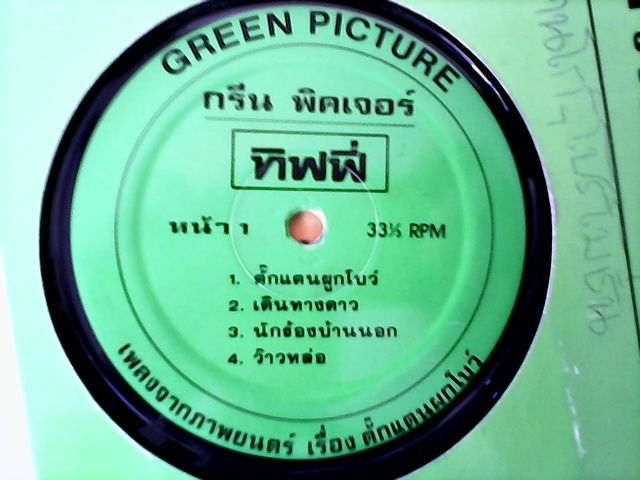 GREEN PICTURE
กรีน พิคเจอร์
ทิฟฟี่
หน้า 1
33⅓ RPM
1. ตั๊กแตนผูกโบว์
2. เดินทางดาว
3. นักร้องบ้านนอก
4. ว๊าวหล่อ
เพลงจากภาพยนตร์ เรื่อง ตั๊กแตนผูกโบว์